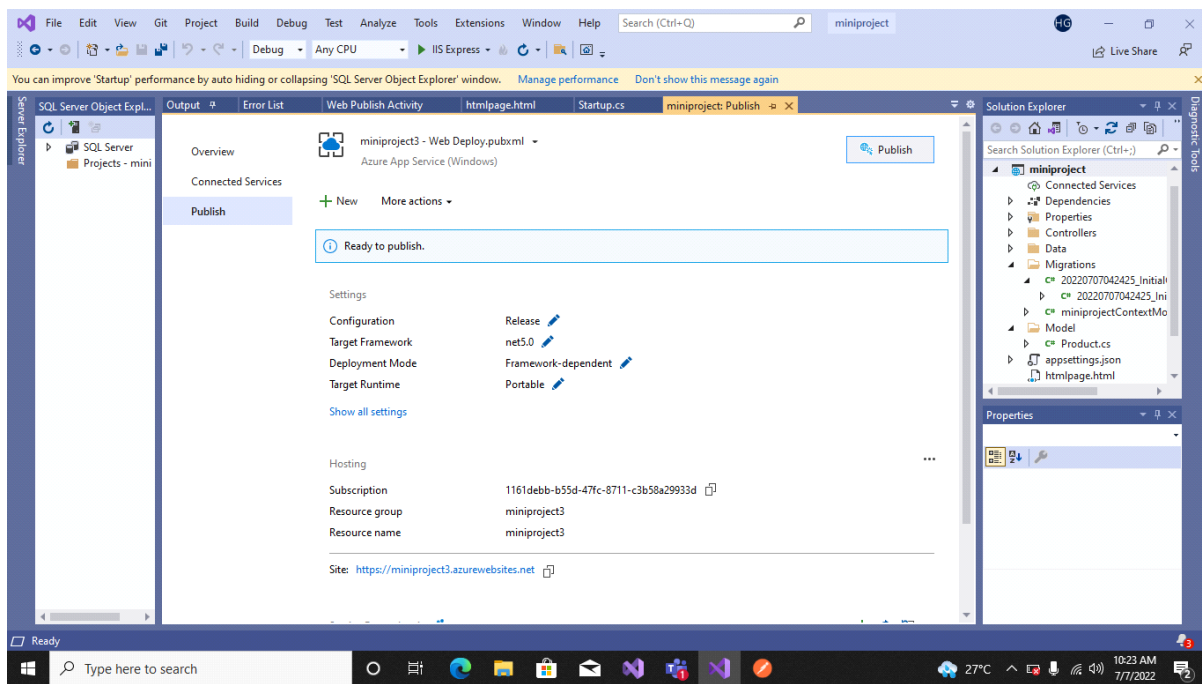 File Edit View Git Project Build Debug Test Analyze Tools Extensions Window Help Search (Ctrl+Q) miniproject HG
Debug Any CPU IIS Express Live Share
You can improve 'Startup' performance by auto hiding or collapsing 'SQL Server Object Explorer' window. Manage performance Don't show this message again
Server Explorer
SQL Server Object Expl...
SQL Server
Projects - mini
Output Error List Web Publish Activity htmlpage.html Startup.cs miniproject: Publish
Overview
Connected Services
Publish
miniproject3 - Web Deploy.pubxml
Azure App Service (Windows)
Publish
New More actions
Ready to publish.
Settings
Configuration Release
Target Framework net5.0
Deployment Mode Framework-dependent
Target Runtime Portable
Show all settings
Hosting ...
Subscription 1161debb-b55d-47fc-8711-c3b58a29933d
Resource group miniproject3
Resource name miniproject3
Site: https://miniproject3.azurewebsites.net
Solution Explorer
Search Solution Explorer (Ctrl+;)
miniproject
Connected Services
Dependencies
Properties
Controllers
Data
Migrations
C# 20220707042425_Initial
C# 20220707042425_Ini
C# miniprojectContextMo
Model
C# Product.cs
appsettings.json
htmlpage.html
Properties
Diagnostic Tools
Ready 3
Type here to search 27°C 10:23 AM
7/7/2022 2